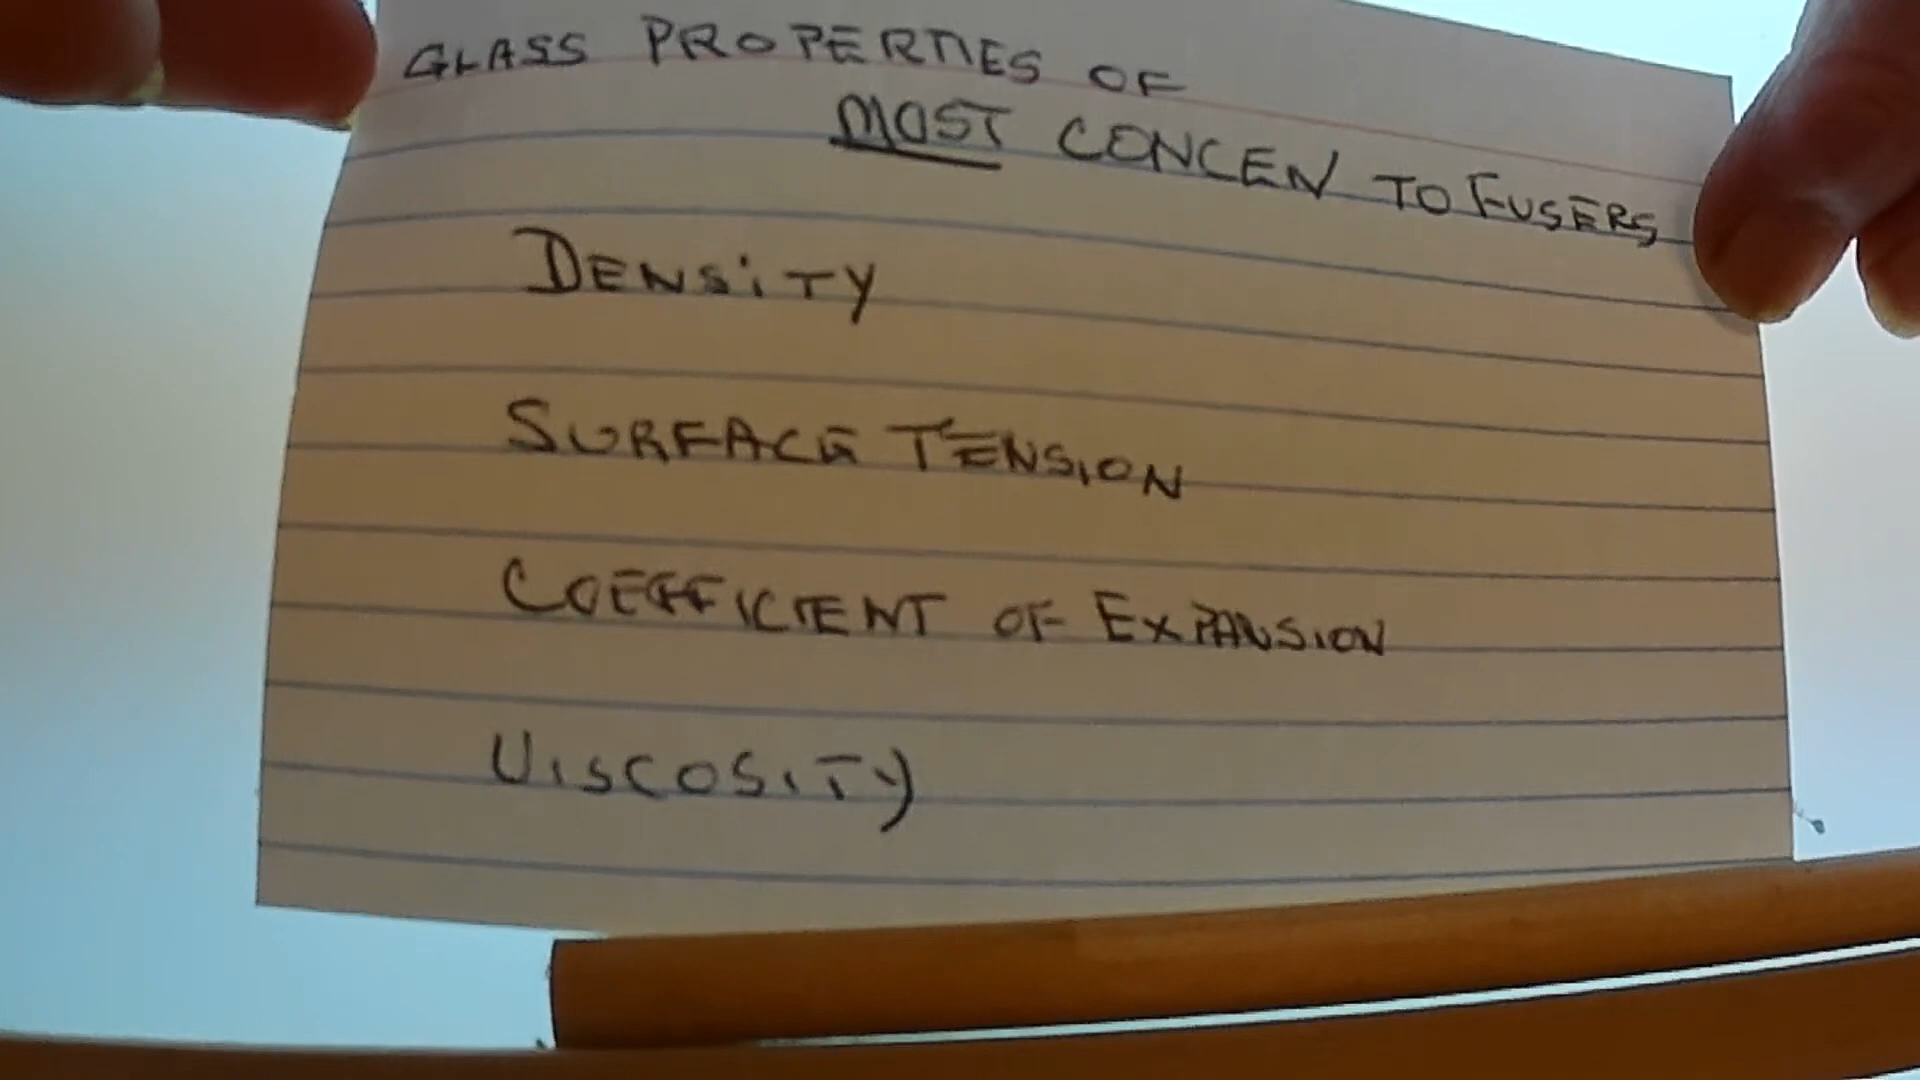 GLASS PROPERTIES OF
MOST CONCEN TO FUSERS
DENSiTY
SURFACE TENSION
COEFFICIENT OF EXPANSION
VISCOSITY